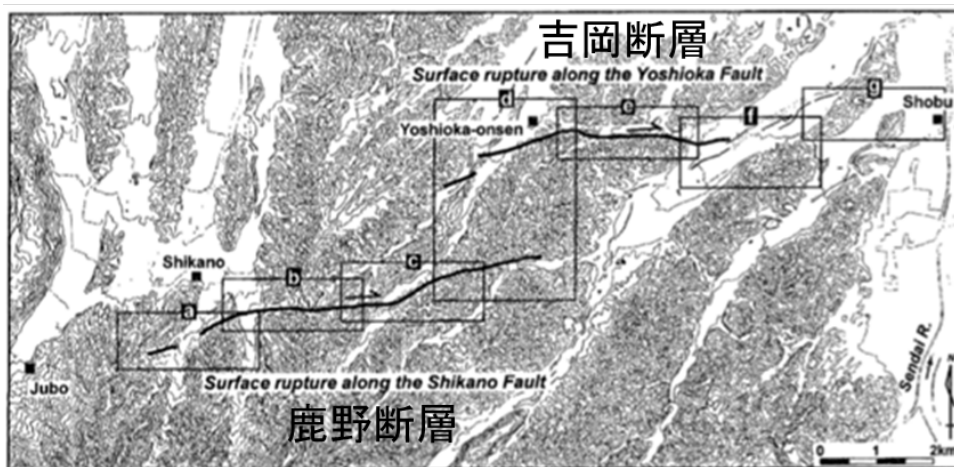 吉岡断層
Surface rupture along the Yoshioka Fault
d
e
f
g
Shobu
Yoshioka-onsen
Shikano
a
b
c
Jubo
Surface rupture along the Shikano Fault
鹿野断層
Sendai R.
N
0 1 2km